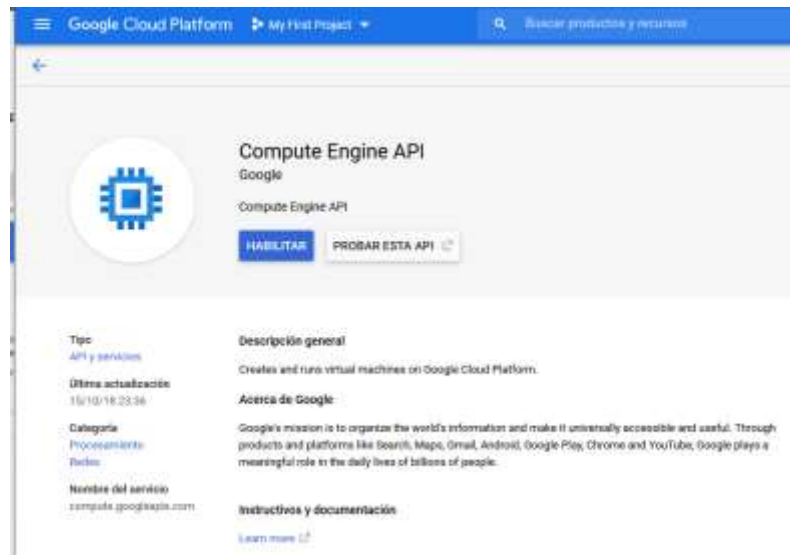 Google Cloud Platform My First Project Buscar productos y recursos
Compute Engine API
Google
Compute Engine API
HABILITAR PROBAR ESTA API
Tipo
API y servicios
Última actualización
15/10/18 23:36
Categoría
Procesamiento
Redes
Nombre del servicio
compute.googleapis.com
Descripción general
Creates and runs virtual machines on Google Cloud Platform.
Acerca de Google
Google's mission is to organize the world's information and make it universally accessible and useful. Through
products and platforms like Search, Maps, Gmail, Android, Google Play, Chrome and YouTube, Google plays a
meaningful role in the daily lives of billions of people.
Instructivos y documentación
Learn more